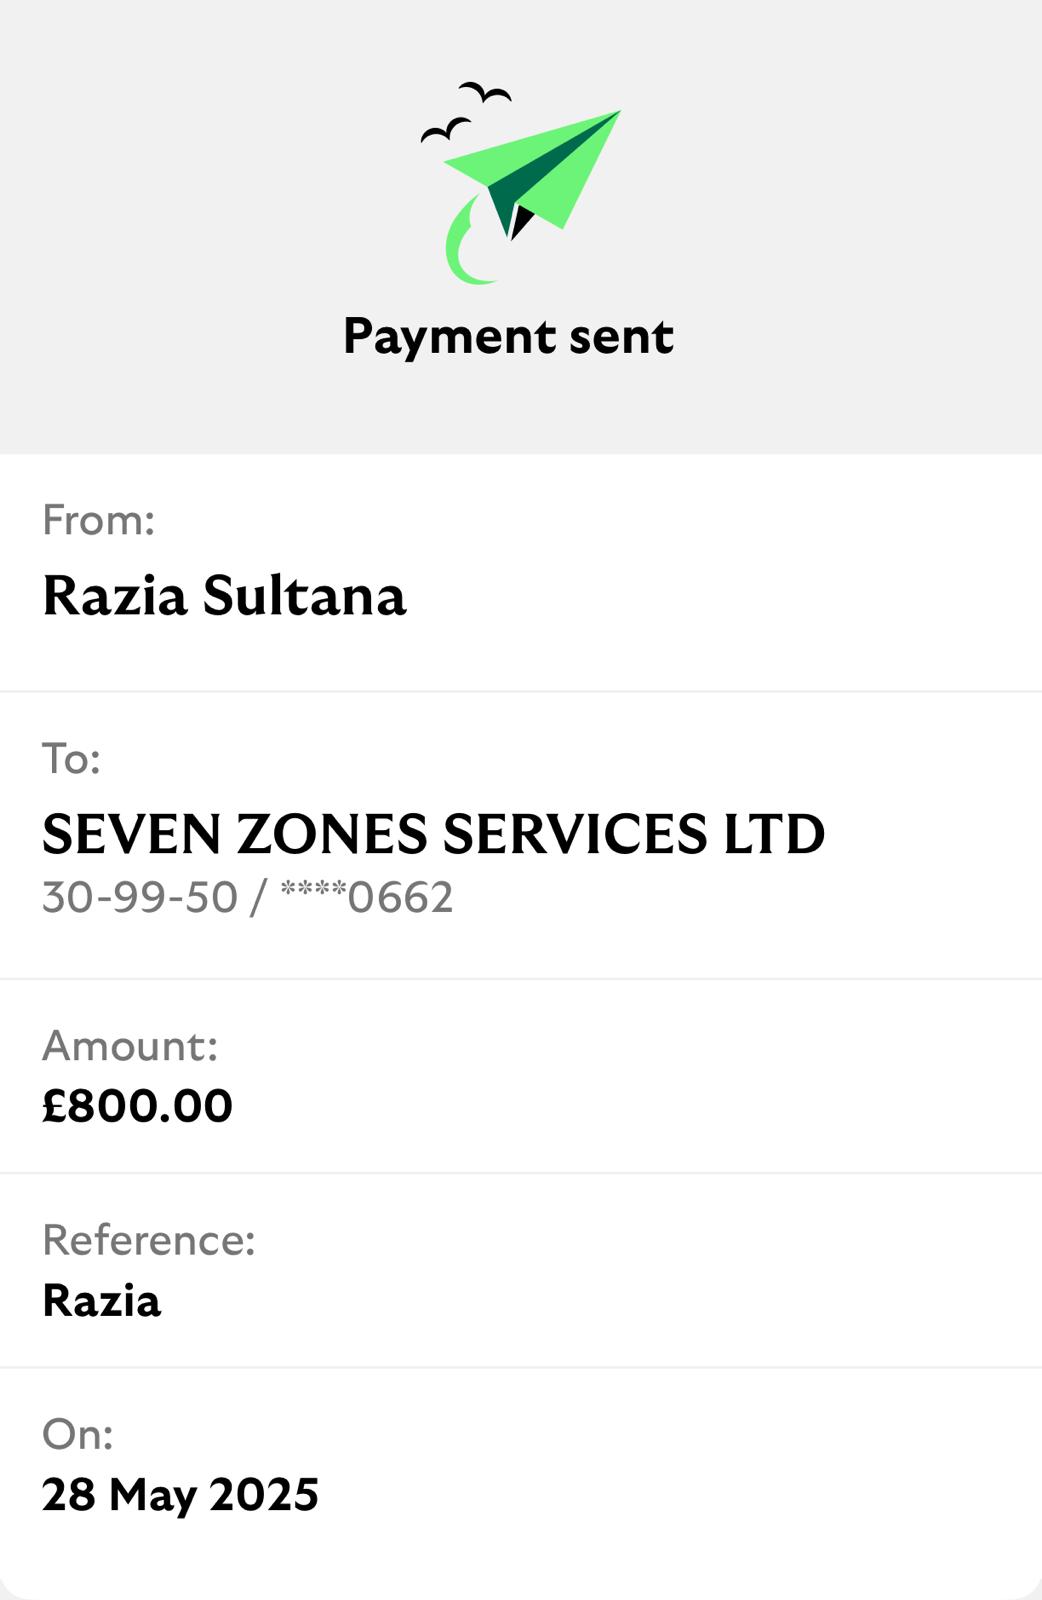 Payment sent
From:
Razia Sultana
To:
SEVEN ZONES SERVICES LTD
30-99-50 / ****0662
Amount:
£800.00
Reference:
Razia
On:
28 May 2025